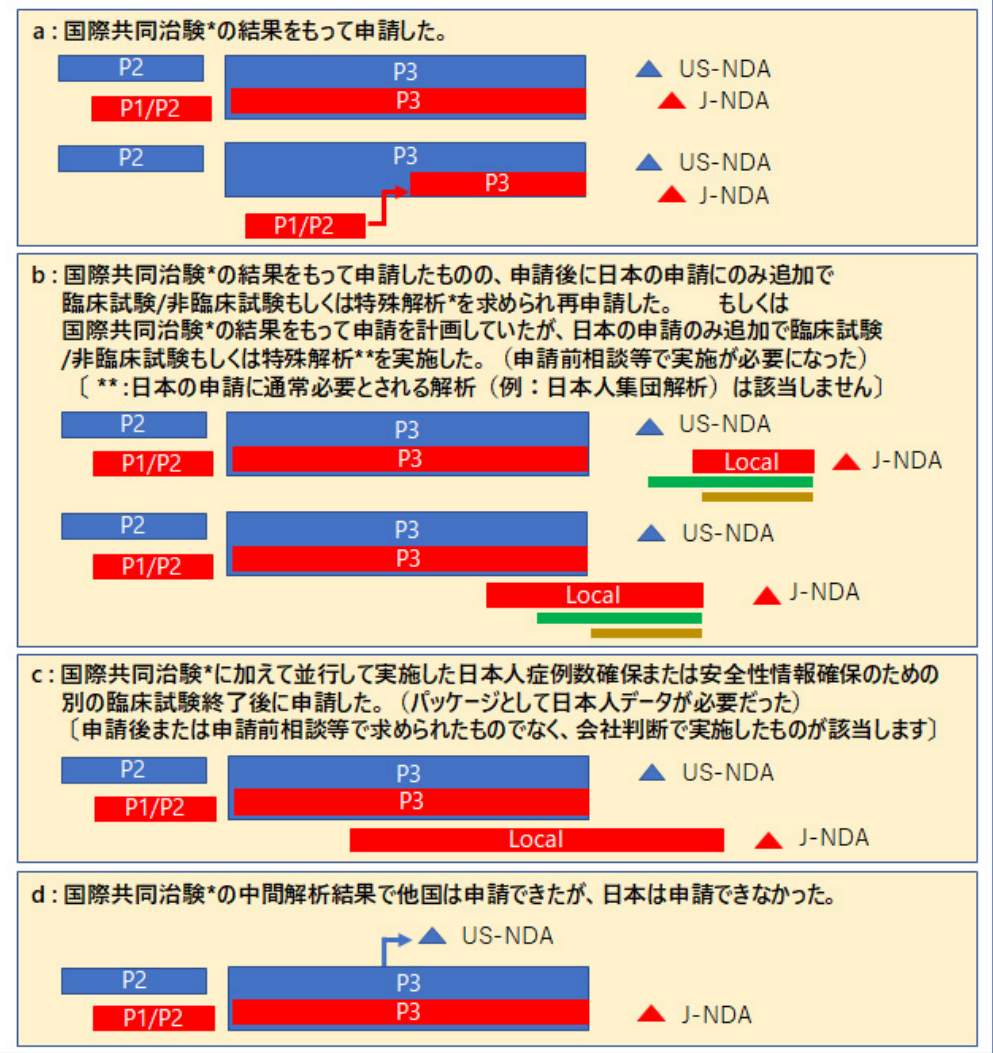 a：国際共同治験*の結果をもって申請した。
P2
P3
US-NDA
P1/P2
P3
J-NDA
P2
P3
US-NDA
P3
J-NDA
P1/P2
b：国際共同治験*の結果をもって申請したものの、申請後に日本の申請にのみ追加で
臨床試験/非臨床試験もしくは特殊解析*を求められ再申請した。　もしくは
国際共同治験*の結果をもって申請を計画していたが、日本の申請のみ追加で臨床試験
/非臨床試験もしくは特殊解析**を実施した。（申請前相談等で実施が必要になった）
〔 **：日本の申請に通常必要とされる解析（例：日本人集団解析）は該当しません〕
P2
P3
US-NDA
P1/P2
P3
Local
J-NDA
P2
P3
US-NDA
P1/P2
P3
Local
J-NDA
c：国際共同治験*に加えて並行して実施した日本人症例数確保または安全性情報確保のための
別の臨床試験終了後に申請した。（パッケージとして日本人データが必要だった）
〔申請後または申請前相談等で求められたものでなく、会社判断で実施したものが該当します〕
P2
P3
US-NDA
P1/P2
P3
Local
J-NDA
d：国際共同治験*の中間解析結果で他国は申請できたが、日本は申請できなかった。
US-NDA
P2
P3
P1/P2
P3
J-NDA